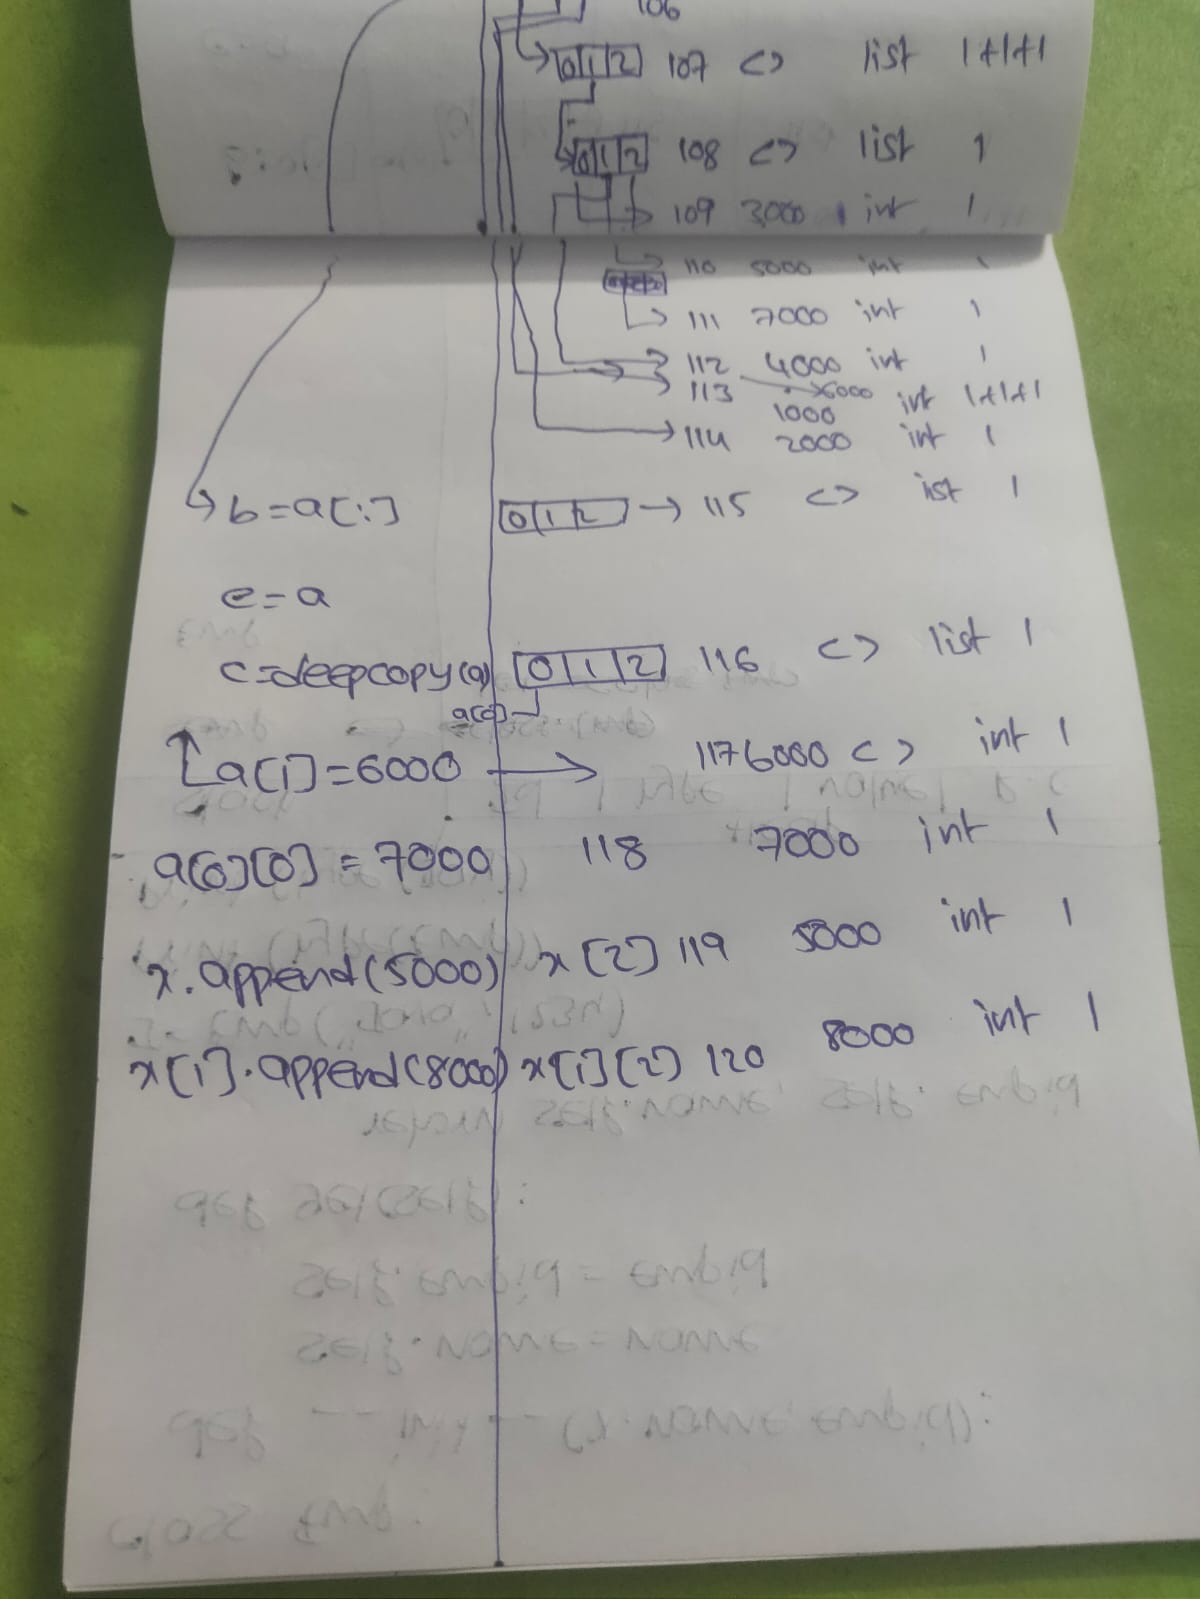 106
0 1 2 107 <> list 1+1+1
0 1 2 108 <> list 1
109 3000 int 1
110 5000 int 1
111 7000 int 1
112 4000 int 1
113 6000 int 1+1+1
1000
114 2000 int 1
b=a[:] 0 1 2 → 115 <> list 1
e=a
c=deepcopy(a) 0 1 2 116 <> list 1
a[0]
a[1]=6000 → 117 6000 <> int 1
a[0][0] = 7000 118 7000 int 1
x.append(5000) x[2] 119 5000 int 1
x[1].append(8000) x[1][2] 120 8000 int 1